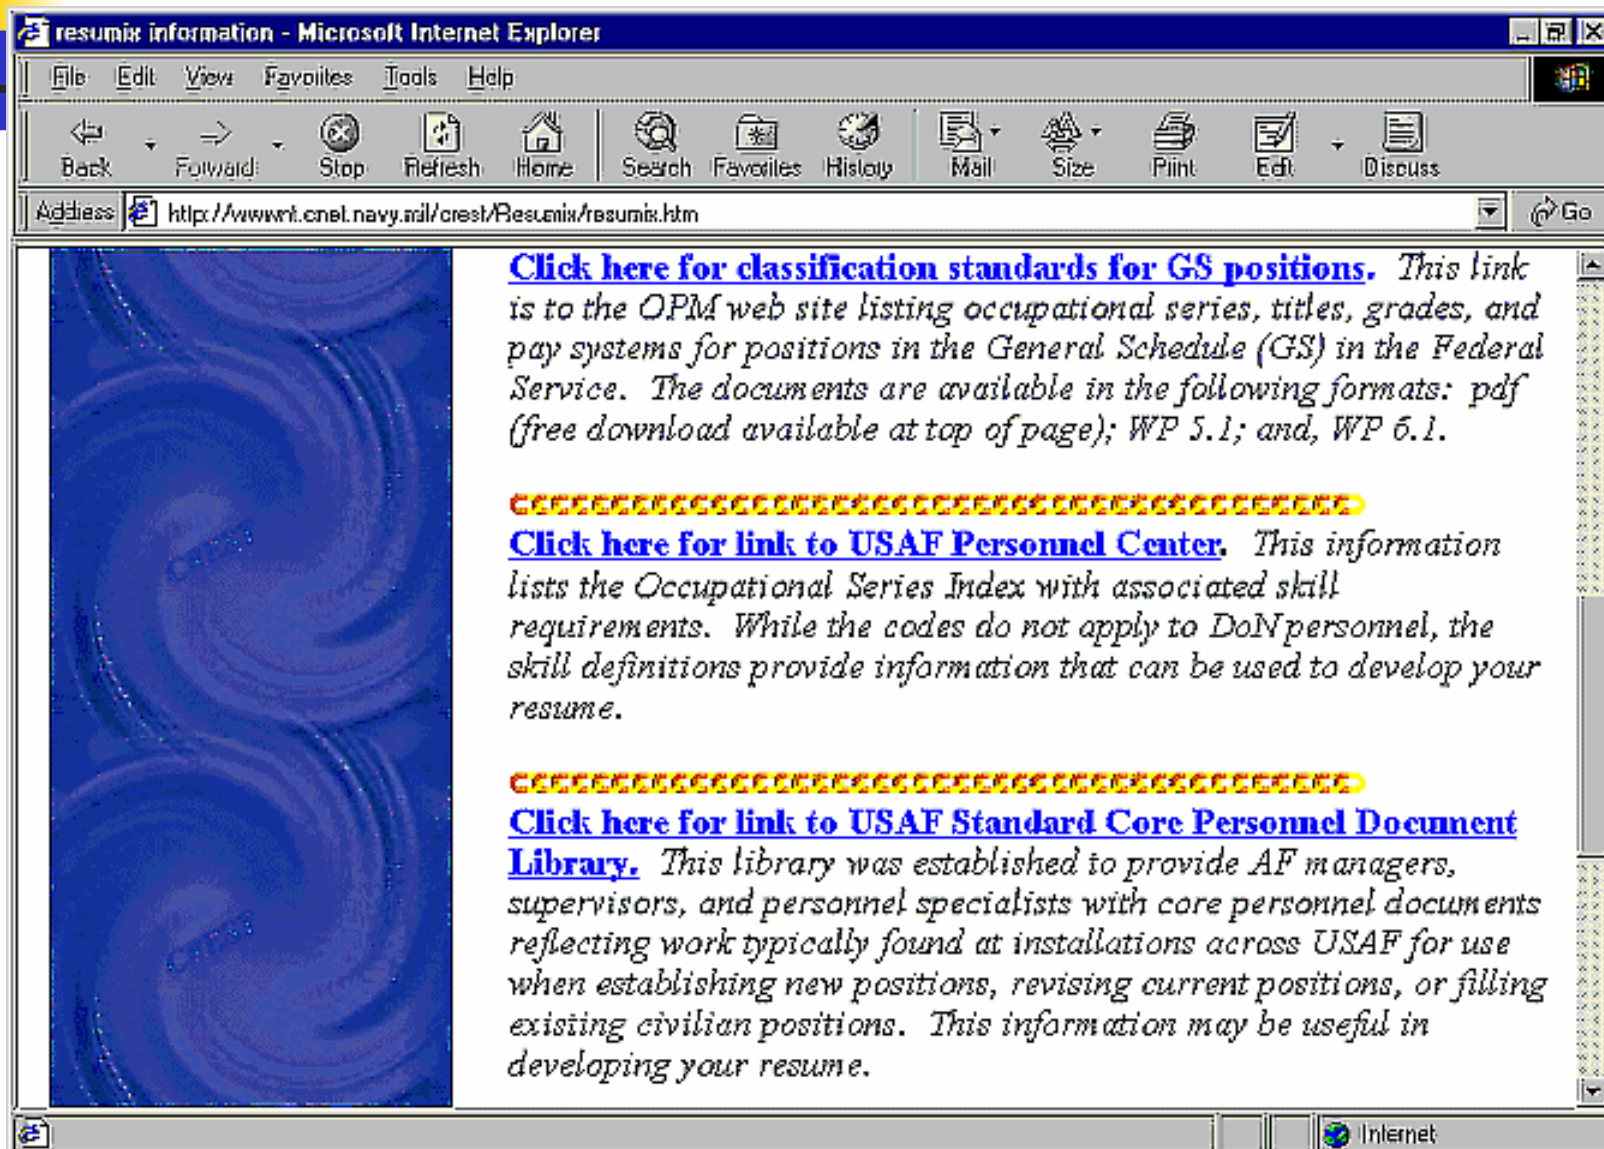 resumix information - Microsoft Internet Explorer
File Edit View Favorites Tools Help
Back Forward Stop Refresh Home Search Favorites History Mail Size Print Edit Discuss
Address http://wwwnt.cnet.navy.mil/crest/Resumix/resumix.htm Go
Click here for classification standards for GS positions. This link
is to the OPM web site listing occupational series, titles, grades, and
pay systems for positions in the General Schedule (GS) in the Federal
Service. The documents are available in the following formats: pdf
(free download available at top of page); WP 5.1; and, WP 6.1.
Click here for link to USAF Personnel Center. This information
lists the Occupational Series Index with associated skill
requirements. While the codes do not apply to DoN personnel, the
skill definitions provide information that can be used to develop your
resume.
Click here for link to USAF Standard Core Personnel Document
Library. This library was established to provide AF managers,
supervisors, and personnel specialists with core personnel documents
reflecting work typically found at installations across USAF for use
when establishing new positions, revising current positions, or filling
existing civilian positions. This information may be useful in
developing your resume.
CREST
CREST
Internet